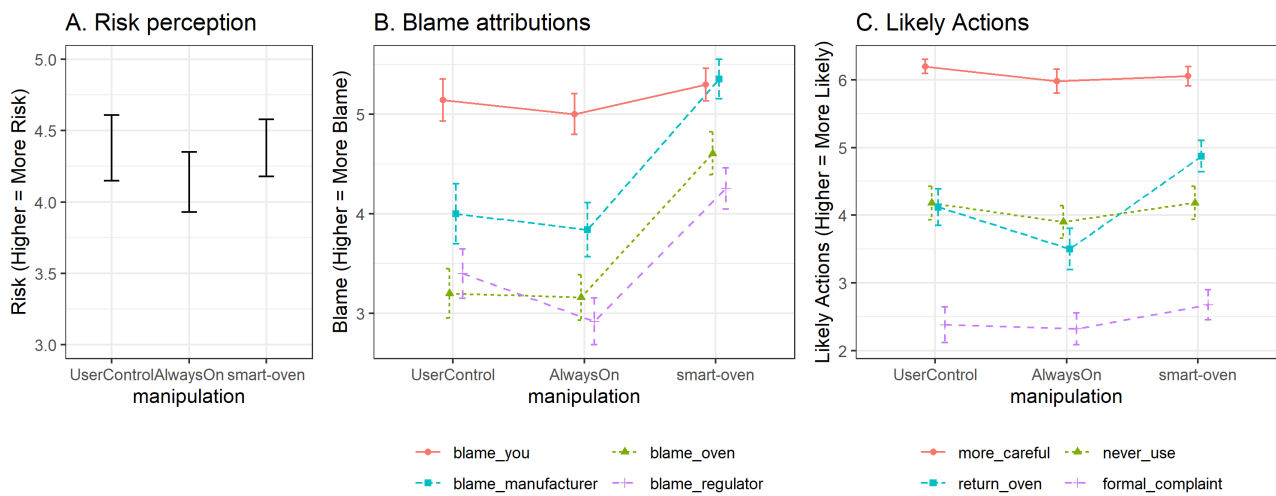 A. Risk perception
Risk (Higher = More Risk)
5.0
4.5
4.0
3.5
3.0
UserControl AlwaysOn smart-oven
manipulation
B. Blame attributions
Blame (Higher = More Blame)
5
4
3
UserControl AlwaysOn smart-oven
manipulation
blame_you blame_oven
blame_manufacturer blame_regulator
C. Likely Actions
Likely Actions (Higher = More Likely)
6
5
4
3
2
UserControl AlwaysOn smart-oven
manipulation
more_careful never_use
return_oven formal_complaint